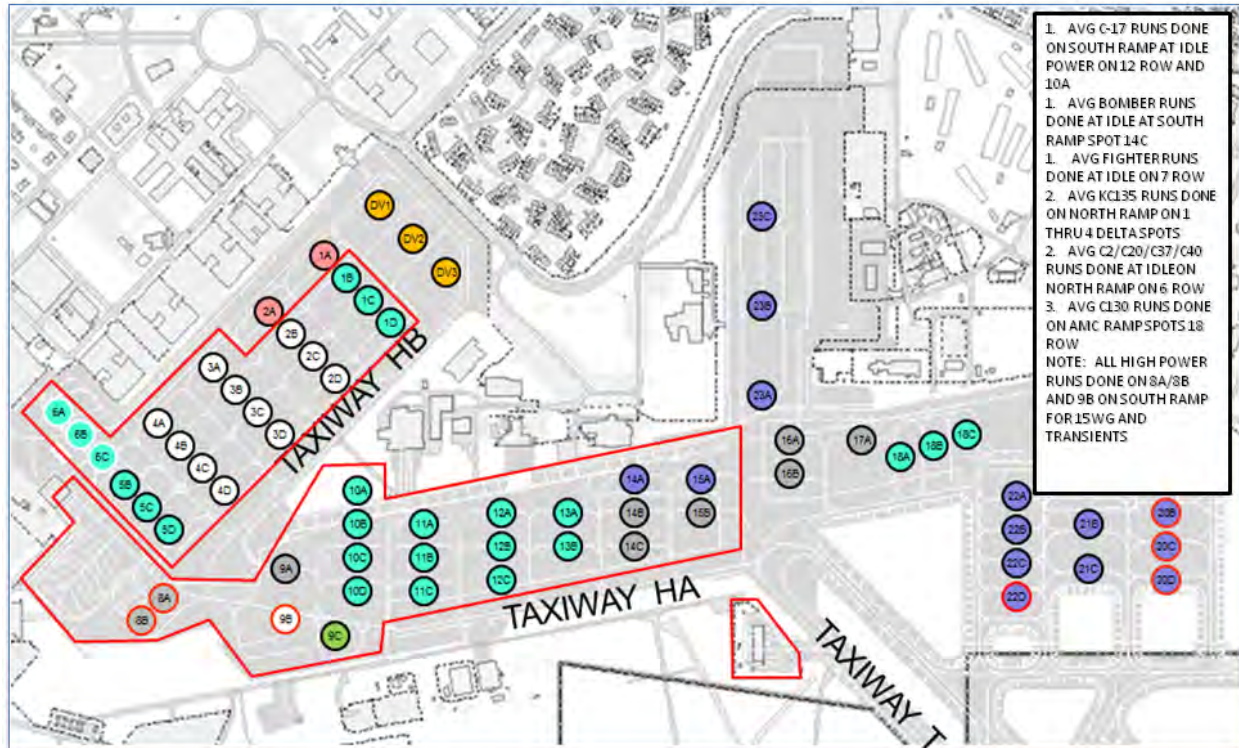 1. AVG C-17 RUNS DONE
ON SOUTH RAMP AT IDLE
POWER ON 12 ROW AND
10A
1. AVG BOMBER RUNS
DONE AT IDLE AT SOUTH
RAMP SPOT 14C
1. AVG FIGHTER RUNS
DONE AT IDLE ON 7 ROW
2. AVG KC135 RUNS DONE
ON NORTH RAMP ON 1
THRU 4 DELTA SPOTS
2. AVG C2/C20/C37/C40
RUNS DONE AT IDLEON
NORTH RAMP ON 6 ROW
3. AVG C130 RUNS DONE
ON AMC RAMP SPOTS 18
ROW
NOTE: ALL HIGH POWER
RUNS DONE ON 8A/8B
AND 9B ON SOUTH RAMP
FOR 15WG AND
TRANSIENTS
DV1
DV2
DV3
1A
1B
1C
1D
2A
2B
2C
2D
3A
3B
3C
3D
4A
4B
4C
4D
6A
6B
6C
5B
5C
5D
TAXIWAY HB
8A
8B
9A
9B
9C
10A
10B
10C
10D
11A
11B
11C
12A
12B
12C
13A
13B
14A
14B
14C
15A
15B
TAXIWAY HA
23C
23B
23A
16A
16B
17A
18A
18B
18C
22A
22B
22C
22D
21B
21C
20B
20C
20D
TAXIWAY T